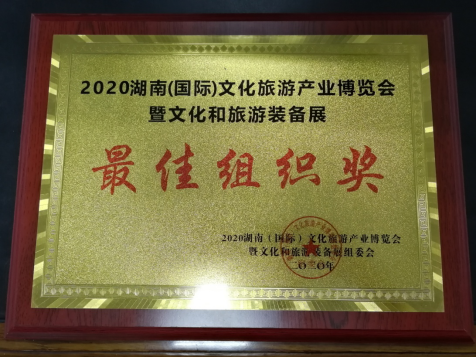 2020湖南(国际)文化旅游产业博览会
暨文化和旅游装备展
最佳组织奖
2020湖南（国际）文化旅游产业博览会
暨文化和旅游装备展组委会
二〇二〇年